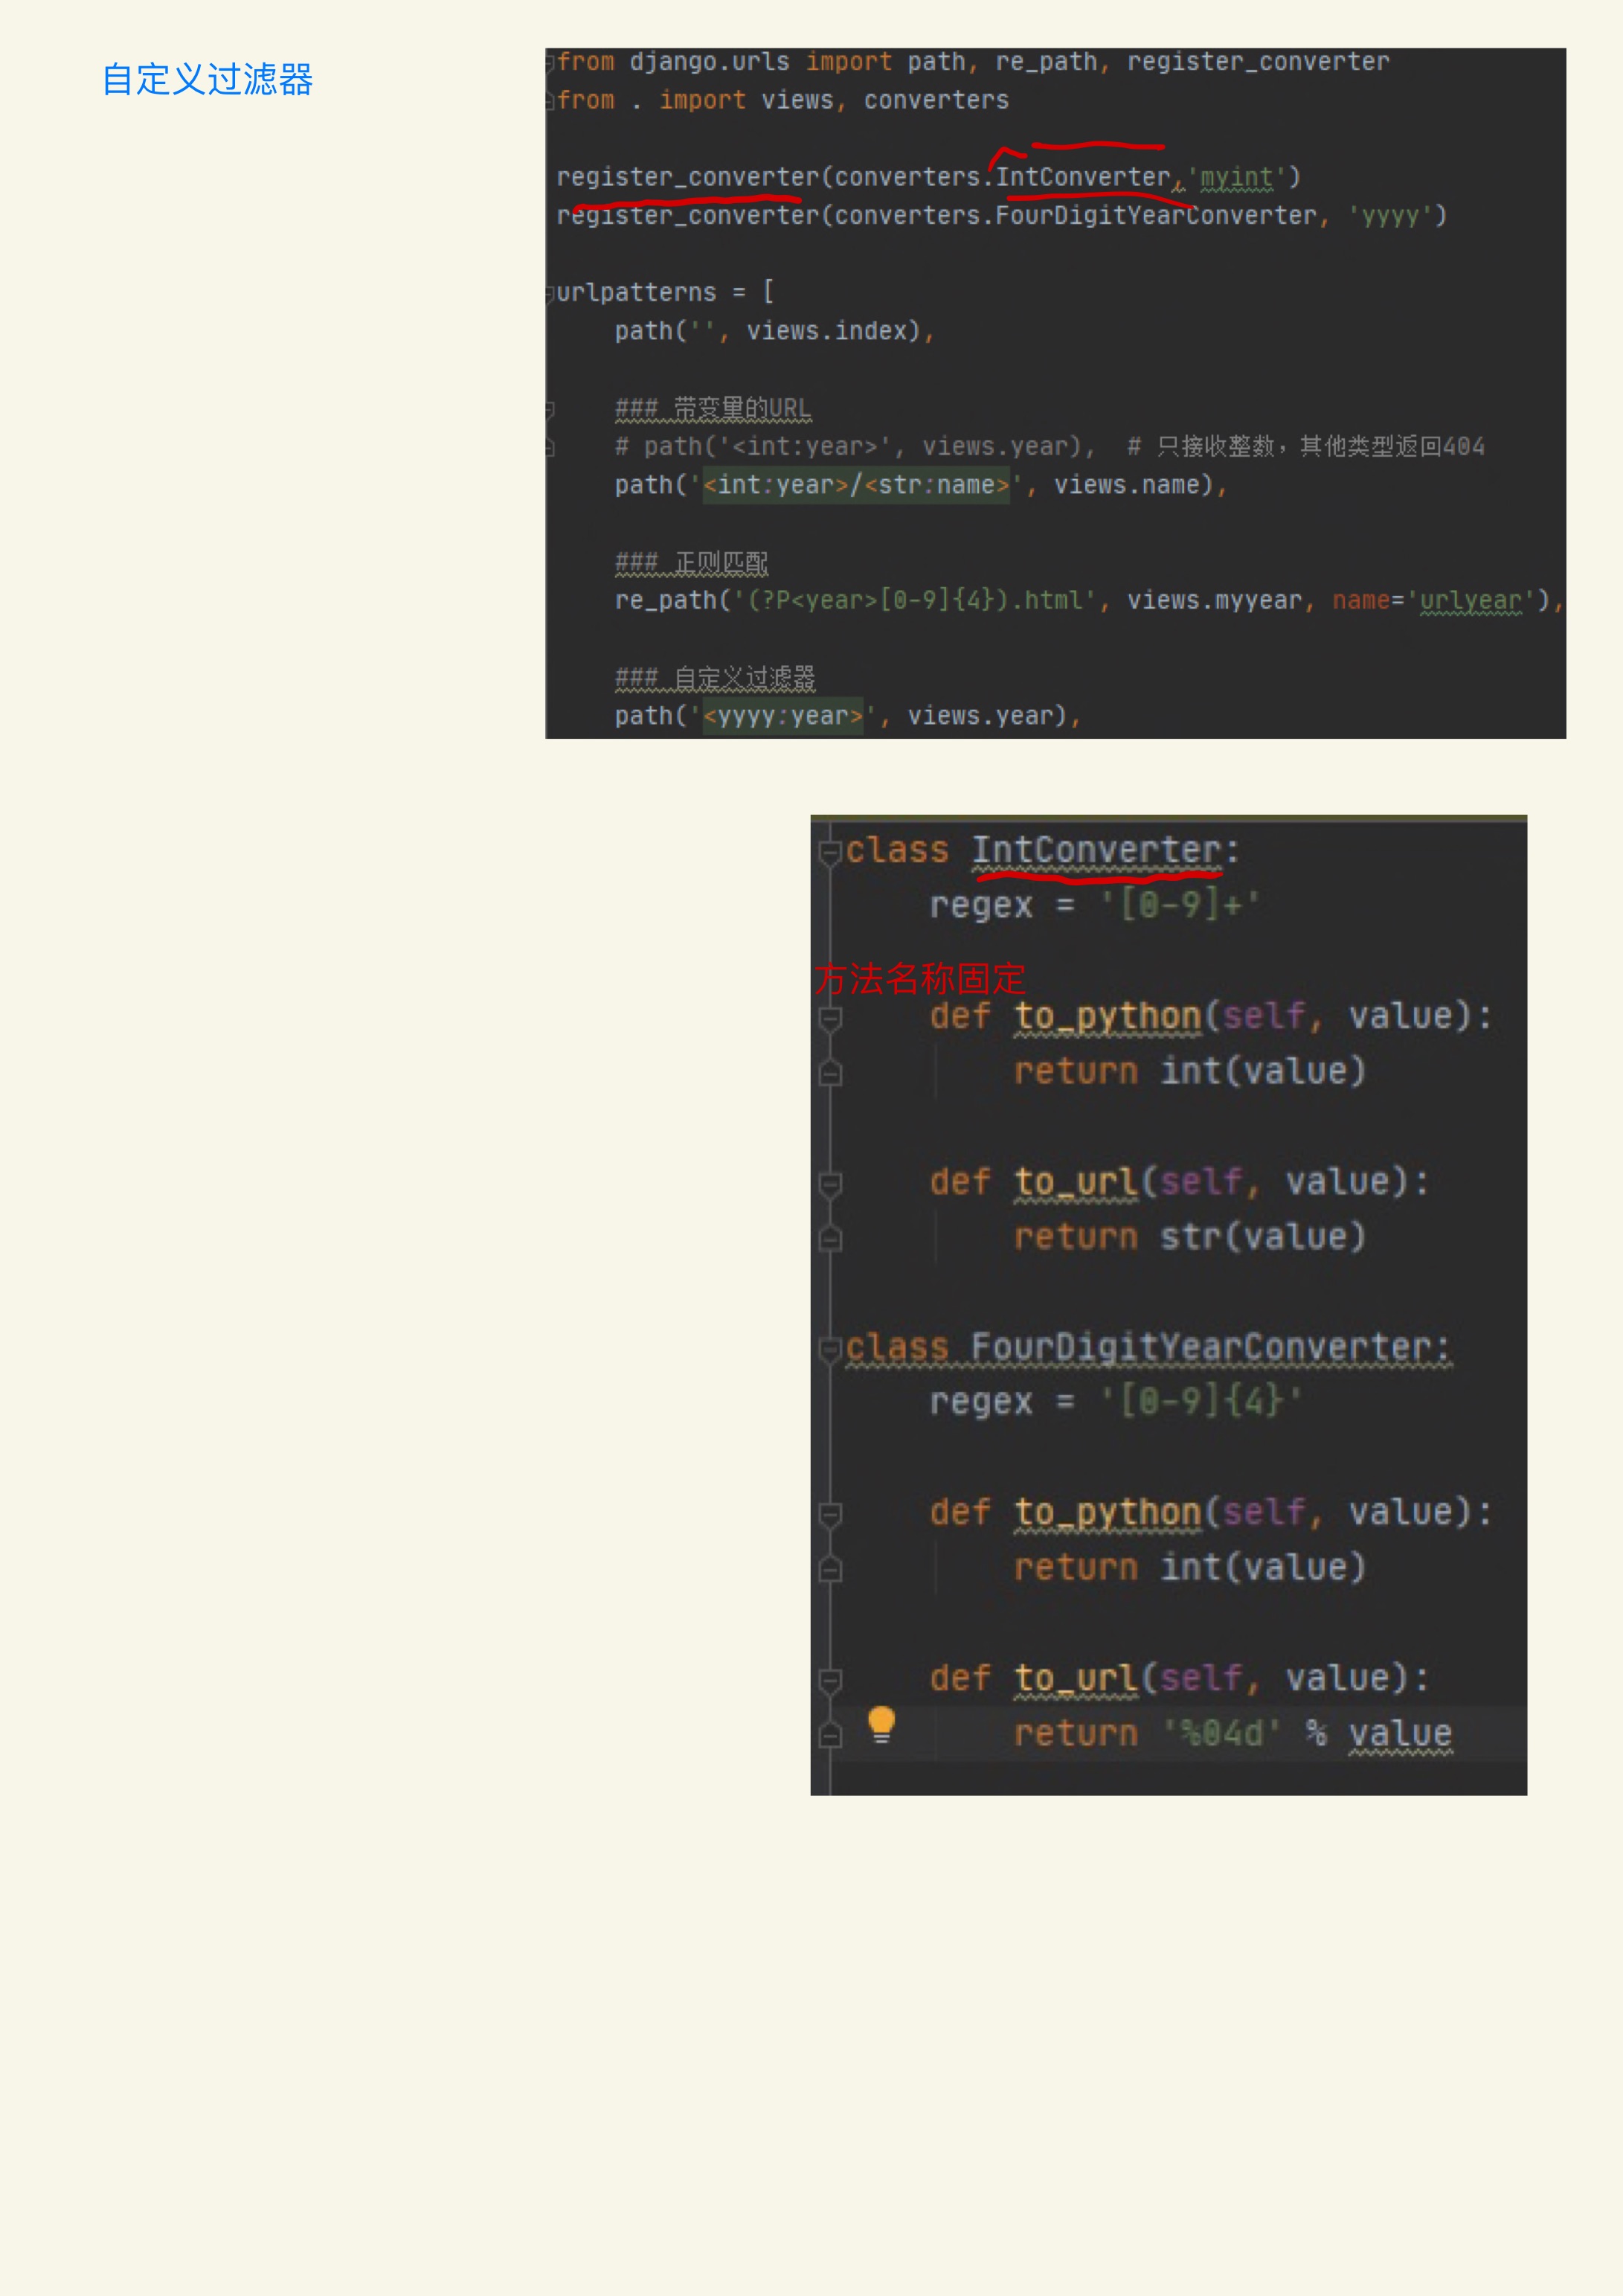 自定义过滤器
from django.urls import path, re_path, register_converter
from . import views, converters
register_converter(converters.IntConverter,'myint')
register_converter(converters.FourDigitYearConverter, 'yyyy')
urlpatterns = [
path('', views.index),
### 带变量的URL
# path('<int:year>', views.year),  # 只接收整数，其他类型返回404
path('<int:year>/<str:name>', views.name),
### 正则匹配
re_path('(?P<year>[0-9]{4}).html', views.myyear, name='urlyear'),
### 自定义过滤器
path('<yyyy:year>', views.year),
class IntConverter:
regex = '[0-9]+'
方法名称固定
def to_python(self, value):
return int(value)
def to_url(self, value):
return str(value)
class FourDigitYearConverter:
regex = '[0-9]{4}'
def to_python(self, value):
return int(value)
def to_url(self, value):
return '%04d' % value